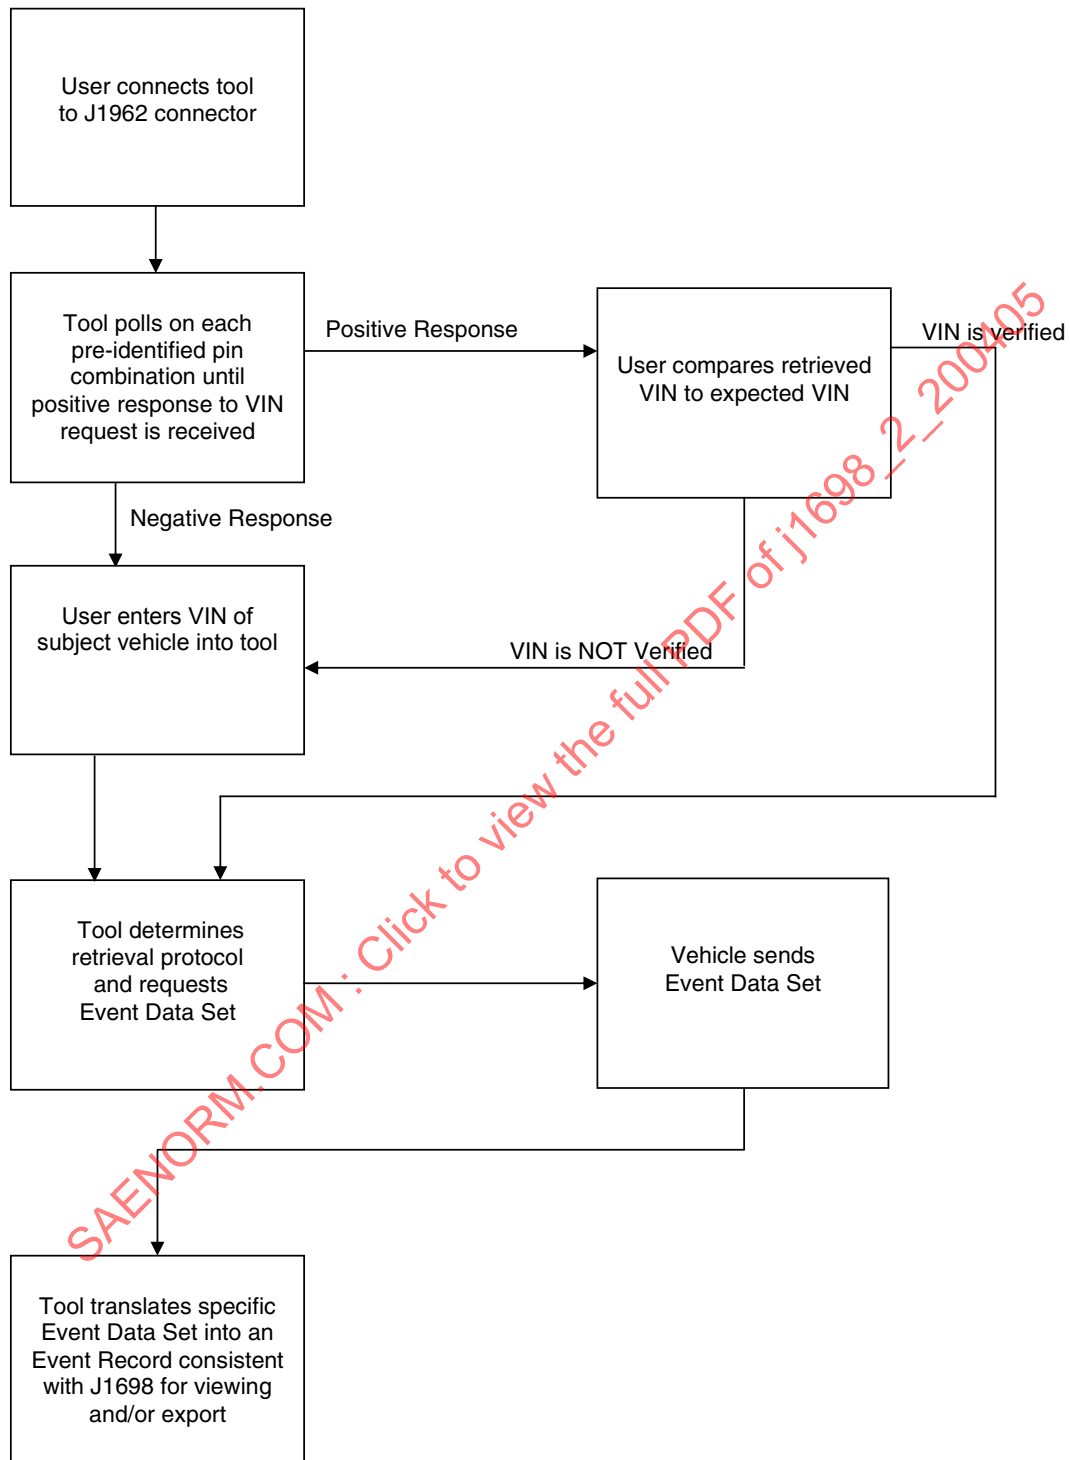 User connects tool
to J1962 connector
Tool polls on each
pre-identified pin
combination until
positive response to VIN
request is received
Positive Response
User compares retrieved
VIN to expected VIN
VIN is verified
Negative Response
User enters VIN of
subject vehicle into tool
VIN is NOT Verified
Tool determines
retrieval protocol
and requests
Event Data Set
Vehicle sends
Event Data Set
Tool translates specific
Event Data Set into an
Event Record consistent
with J1698 for viewing
and/or export
SAENORM.COM : Click to view the full PDF of j1698_2_200405